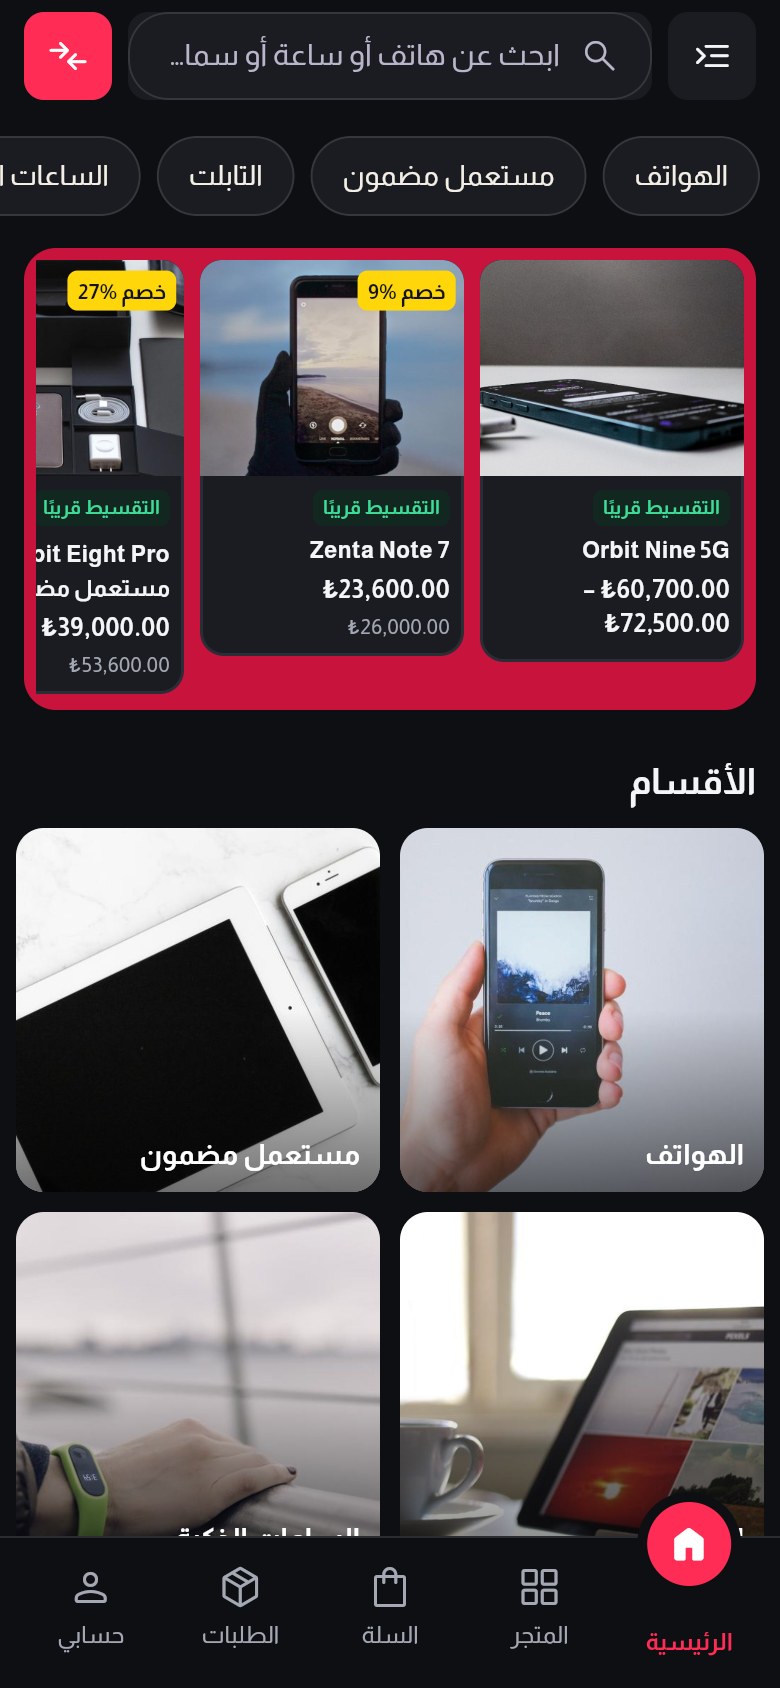 ابحث عن هاتف أو ساعة أو سما...
الهواتف
مستعمل مضمون
التابلت
الساعات
التقسيط قريبًا
Orbit Nine 5G
₺60,700.00 –
₺72,500.00
خصم 9%
التقسيط قريبًا
Zenta Note 7
₺23,600.00
₺26,000.00
خصم 27%
التقسيط قريبًا
Eight Pro
مستعمل
₺39,000.00
₺53,600.00
الأقسام
الهواتف
مستعمل مضمون
Peace
الساعات الذكية
الرئيسية
المتجر
السلة
الطلبات
حسابي